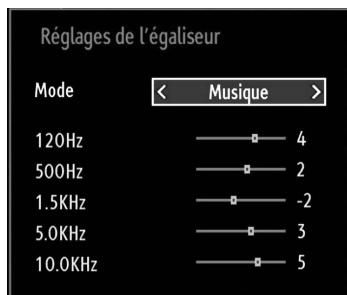 Réglages de l'égaliseur
Mode < Musique >
120Hz 4
500Hz 2
1.5KHz -2
5.0KHz 3
10.0KHz 5